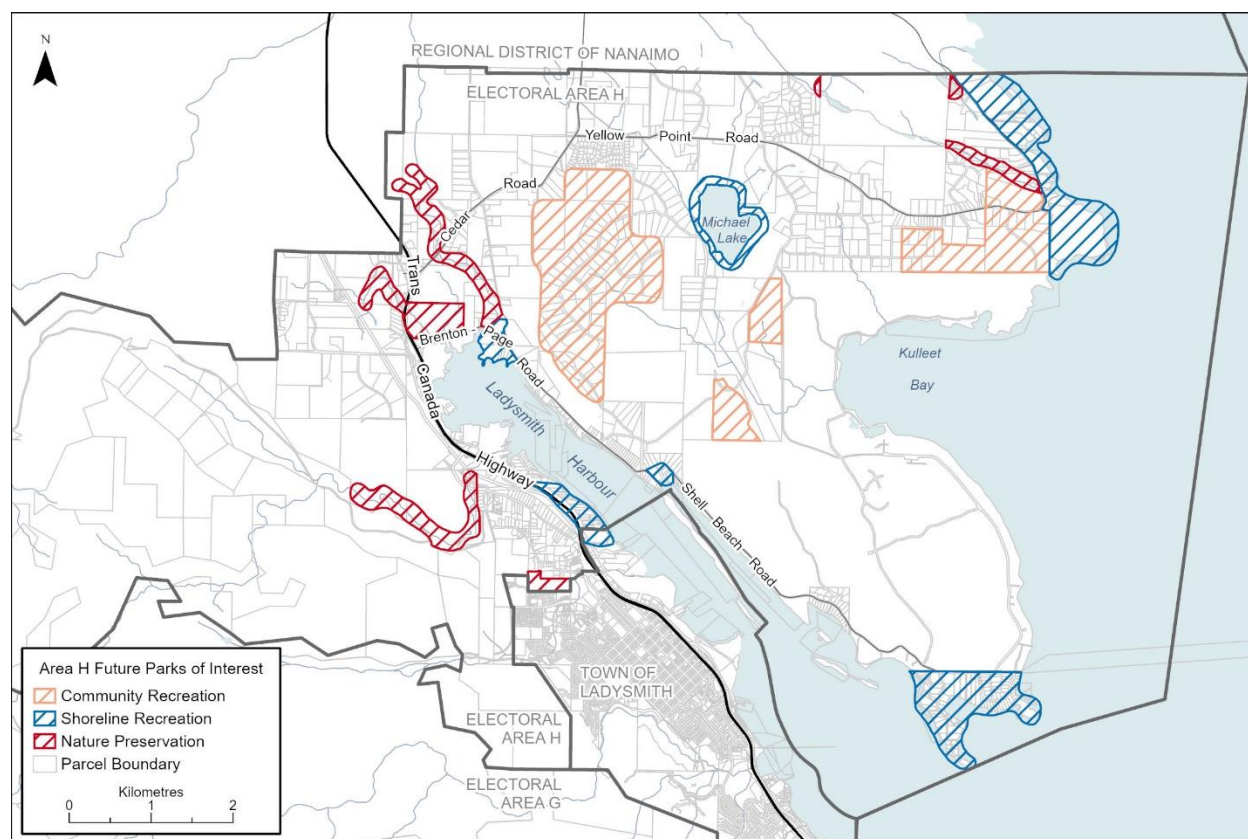 N
REGIONAL DISTRICT OF NANAIMO
ELECTORAL AREA H
Yellow Point Road
Cedar Road
Michael
Lake
Trans Canada Highway
Brenton - Page Road
Kulleet
Bay
Ladysmith
Harbour
Shell Beach Road
TOWN OF
LADYSMITH
ELECTORAL
AREA H
ELECTORAL
AREA G
Area H Future Parks of Interest
Community Recreation
Shoreline Recreation
Nature Preservation
Parcel Boundary
Kilometres
0 1 2